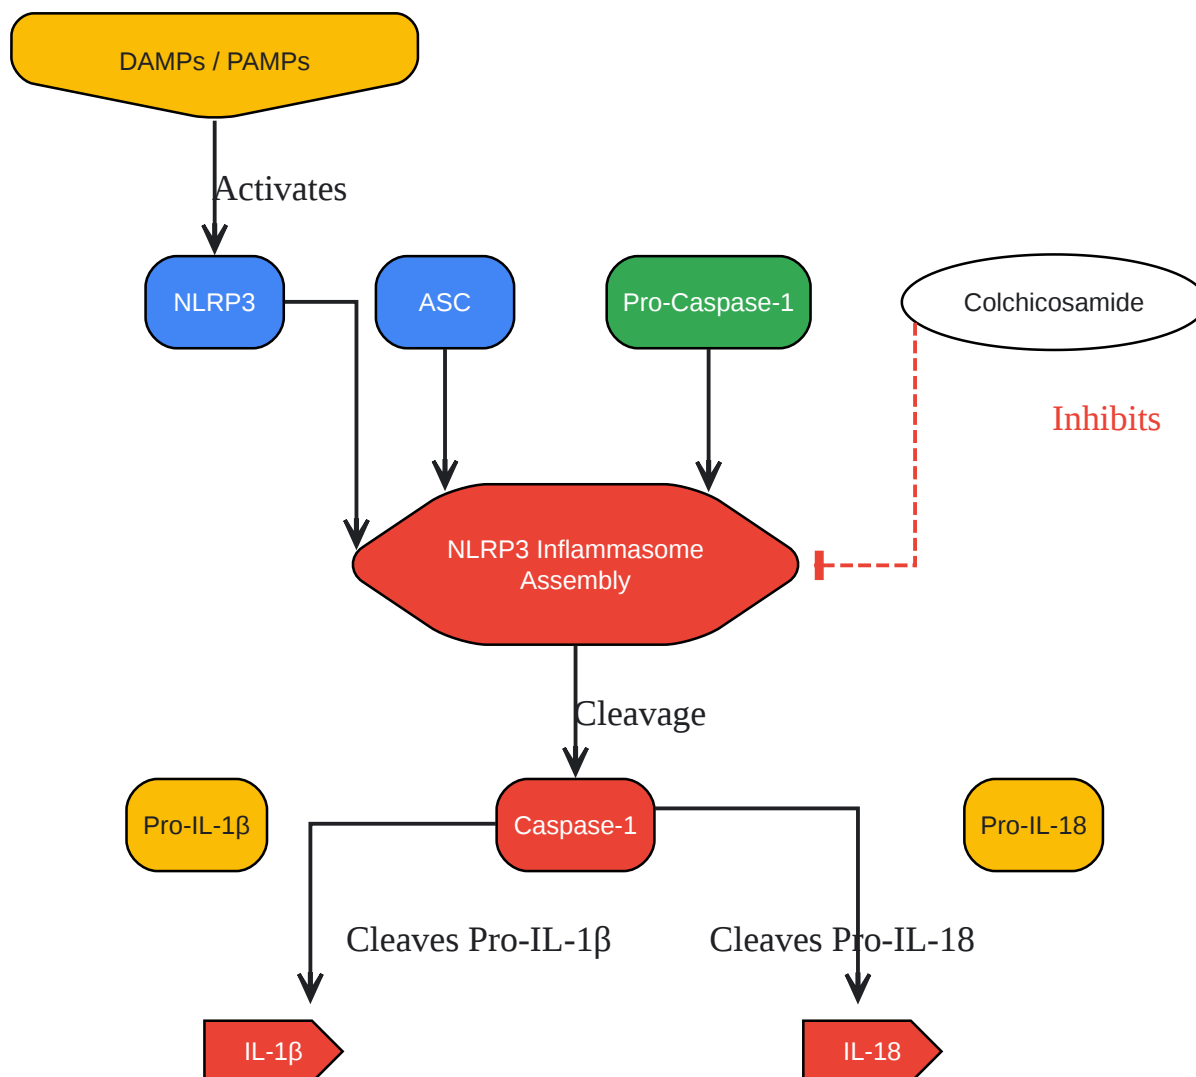 DAMPs / PAMPs
Activates
NLRP3
ASC
Pro-Caspase-1
Colchicosamide
Inhibits
NLRP3 Inflammasome
Assembly
Cleavage
Pro-IL-1β
Caspase-1
Pro-IL-18
Cleaves Pro-IL-1β
Cleaves Pro-IL-18
IL-1β
IL-18